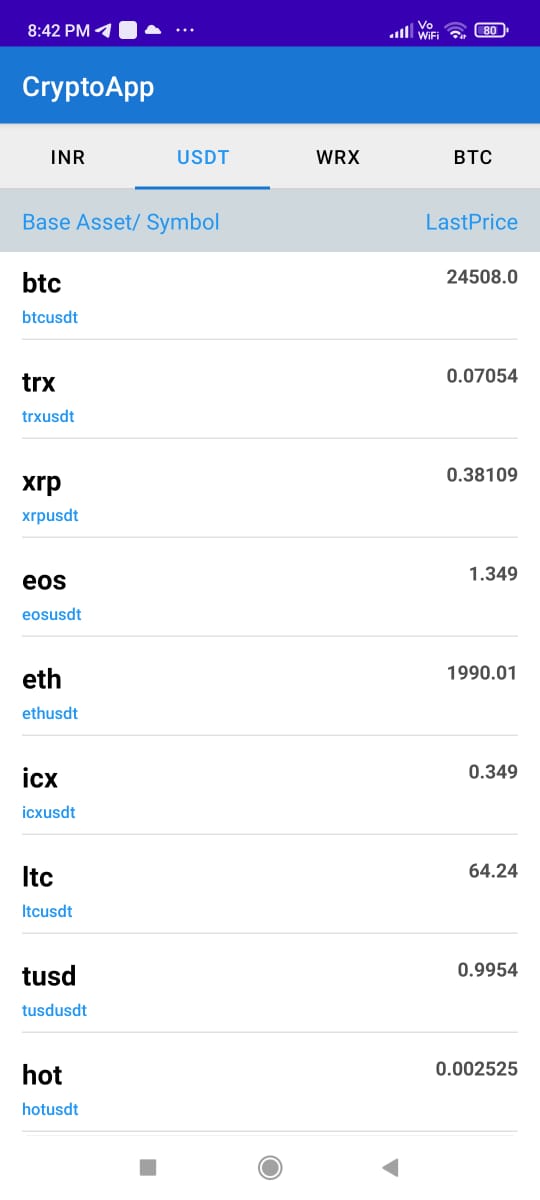 8:42 PM ... Vo WiFi 80
CryptoApp
INR USDT WRX BTC
Base Asset/ Symbol LastPrice
btc 24508.0
btcusdt
trx 0.07054
trxusdt
xrp 0.38109
xrpusdt
eos 1.349
eosusdt
eth 1990.01
ethusdt
icx 0.349
icxusdt
ltc 64.24
ltcusdt
tusd 0.9954
tusdusdt
hot 0.002525
hotusdt